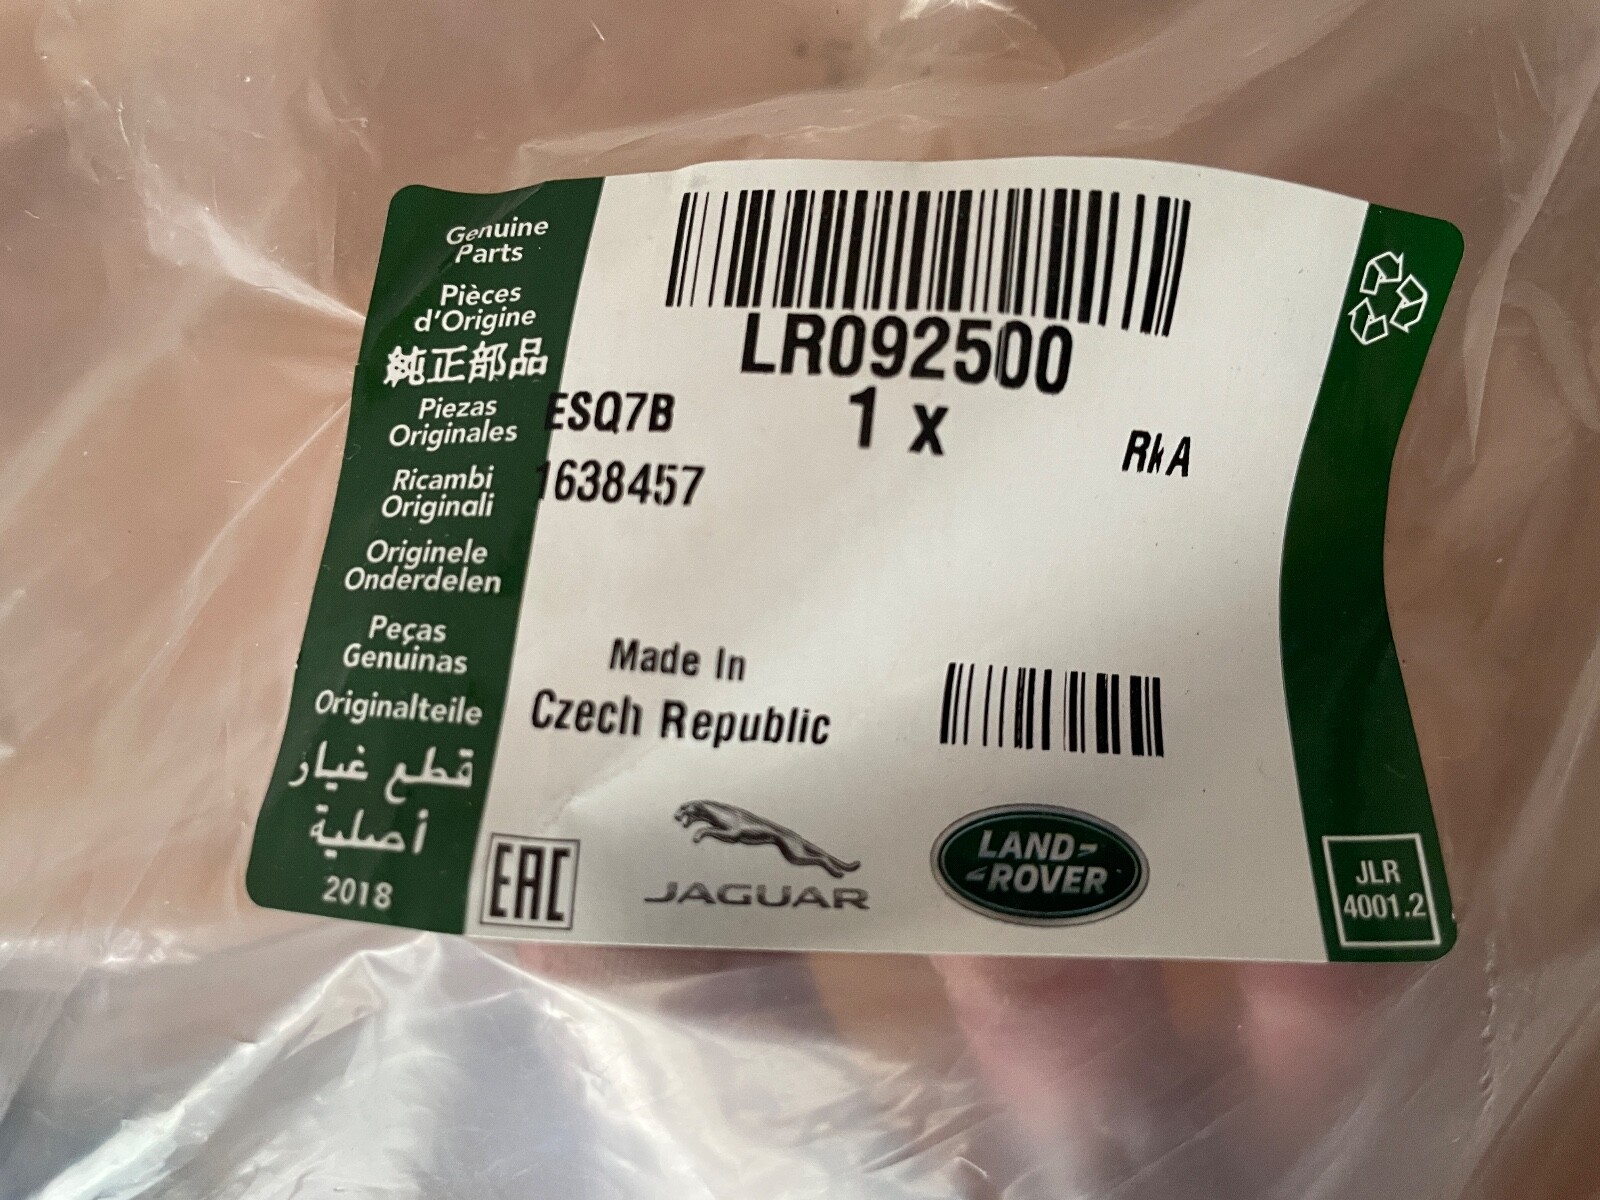 Genuine
Parts
Pièces
d'Origine
純正部品
Piezas
Originales
Ricambi
Originali
Originele
Onderdelen
Peças
Genuinas
Originalteile
قطع غيار
أصلية
2018
LR092500
1 x
ESQ7B
1638457
Made In
Czech Republic
EAC
JAGUAR
LAND-
-ROVER
JLR
4001.2